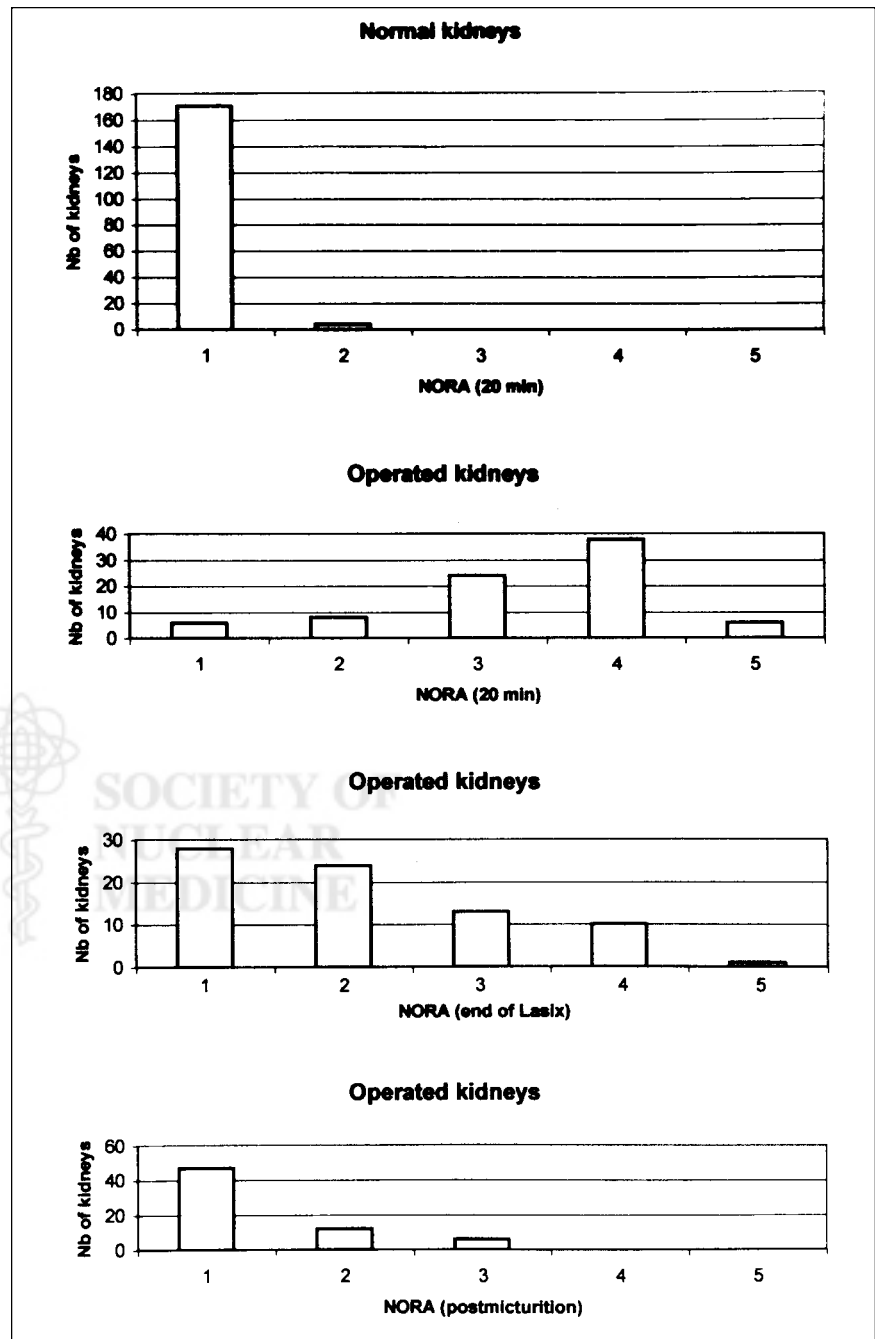 Normal kidneys
Nb of kidneys
180
160
140
120
100
80
60
40
20
0
1 2 3 4 5
NORA (20 min)
Operated kidneys
Nb of kidneys
40
30
20
10
0
1 2 3 4 5
NORA (20 min)
Operated kidneys
Nb of kidneys
30
20
10
0
1 2 3 4 5
NORA (end of Lasix)
SOCIETY OF
NUCLEAR
MEDICINE
Operated kidneys
Nb of kidneys
60
40
20
0
1 2 3 4 5
NORA (postmicturition)